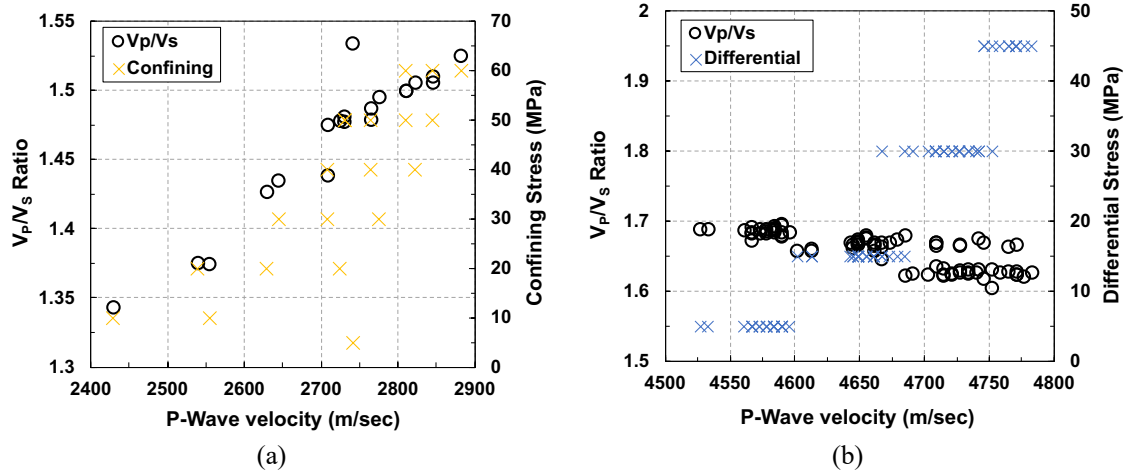 Vp/Vs
Confining
1.55
1.5
1.45
1.4
1.35
1.3
VP/VS Ratio
70
60
50
40
30
20
10
0
Confining Stress (MPa)
2400 2500 2600 2700 2800 2900
P-Wave velocity (m/sec)
(a)
Vp/Vs
Differential
2
1.9
1.8
1.7
1.6
1.5
VP/VS Ratio
50
40
30
20
10
0
Differential Stress (MPa)
4500 4550 4600 4650 4700 4750 4800
P-Wave velocity (m/sec)
(b)